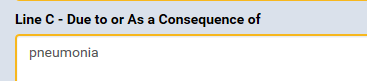 Line C - Due to or As a Consequence of
pneumonia